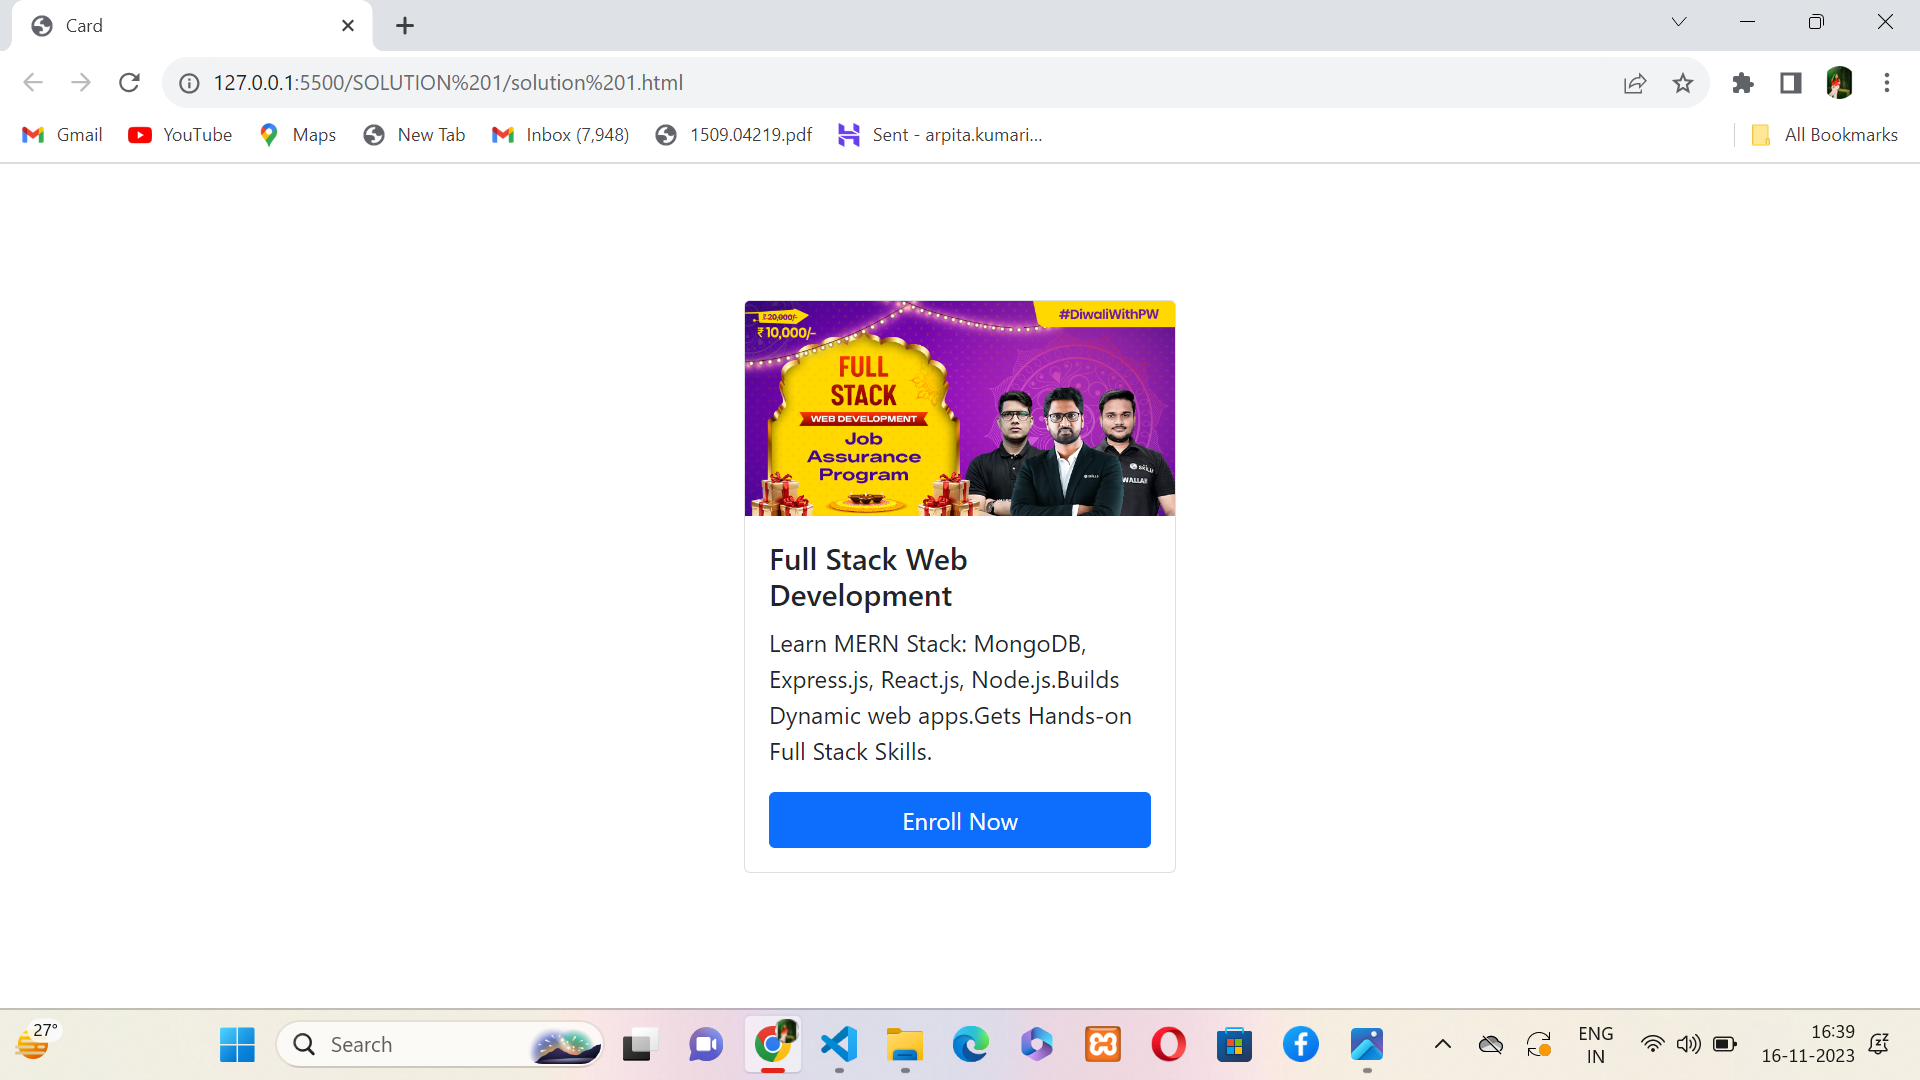 Card
127.0.0.1:5500/SOLUTION%201/solution%201.html
Gmail
YouTube
Maps
New Tab
Inbox (7,948)
1509.04219.pdf
Sent - arpita.kumari...
All Bookmarks
₹20,000/-
₹10,000/-
#DiwaliWithPW
FULL
STACK
WEB DEVELOPMENT
Job
Assurance
Program
SKILLS
WALLAH
Full Stack Web
Development
Learn MERN Stack: MongoDB,
Express.js, React.js, Node.js.Builds
Dynamic web apps.Gets Hands-on
Full Stack Skills.
Enroll Now
27°
Search
ENG
IN
16:39
16-11-2023